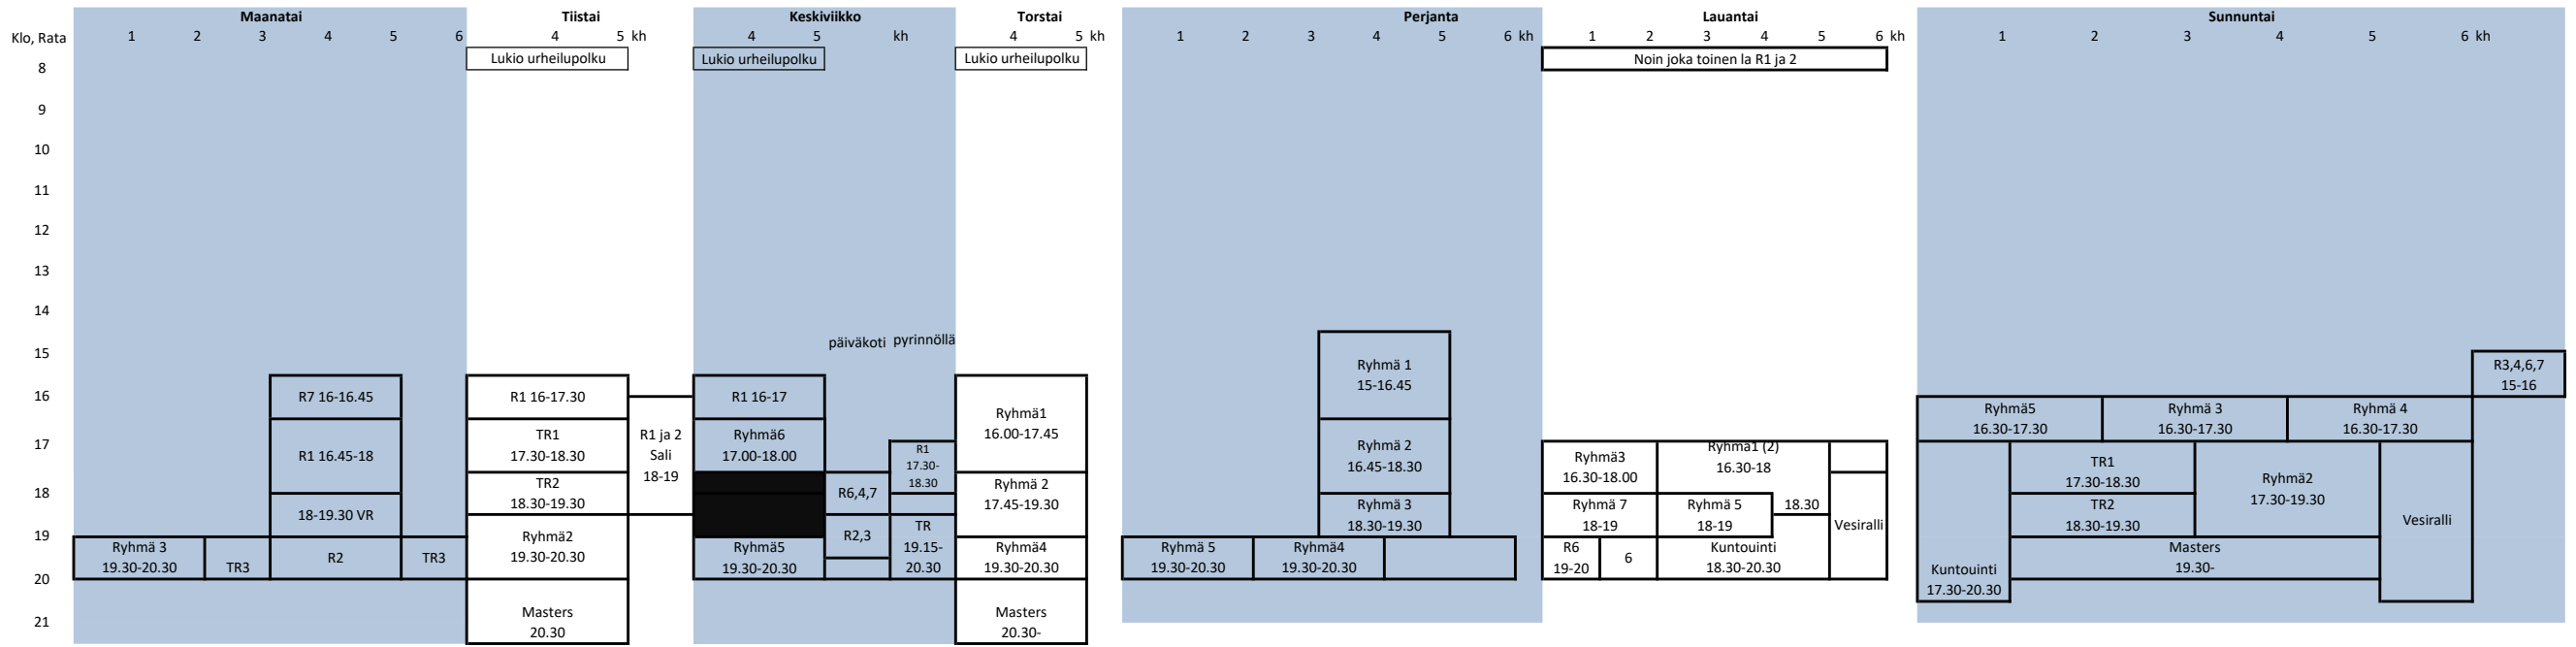 Maanatai Tiistai Keskiviikko Torstai Perjanta Lauantai Sunnuntai
Klo, Rata 1 2 3 4 5 6 4 5 kh 4 5 kh 4 5 kh 1 2 3 4 5 6 kh 1 2 3 4 5 6 kh 1 2 3 4 5 6 kh
Lukio urheilupolku Lukio urheilupolku Lukio urheilupolku Noin joka toinen la R1 ja 2
8
9
10
11
12
13
14
päiväkoti pyrinnöllä
15
16
17
18
19
20
21
R7 16-16.45
R1 16.45-18
18-19.30 VR
Ryhmä 3
19.30-20.30
TR3
R2
TR3
R1 16-17.30
TR1
17.30-18.30
TR2
18.30-19.30
Ryhmä2
19.30-20.30
Masters
20.30
R1 ja 2
Sali
18-19
R1 16-17
Ryhmä6
17.00-18.00
Ryhmä5
19.30-20.30
R6,4,7
R2,3
R1
17.30-
18.30
TR
19.15-
20.30
Ryhmä1
16.00-17.45
Ryhmä 2
17.45-19.30
Ryhmä4
19.30-20.30
Masters
20.30-
Ryhmä 1
15-16.45
Ryhmä 2
16.45-18.30
Ryhmä 3
18.30-19.30
Ryhmä 5
19.30-20.30
Ryhmä4
19.30-20.30
Ryhmä3
16.30-18.00
Ryhmä1 (2)
16.30-18
Ryhmä 7
18-19
Ryhmä 5
18-19
18.30
Vesiralli
R6
19-20
6
Kuntouinti
18.30-20.30
R3,4,6,7
15-16
Ryhmä5
16.30-17.30
Ryhmä 3
16.30-17.30
Ryhmä 4
16.30-17.30
TR1
17.30-18.30
TR2
18.30-19.30
Ryhmä2
17.30-19.30
Vesiralli
Masters
19.30-
Kuntouinti
17.30-20.30